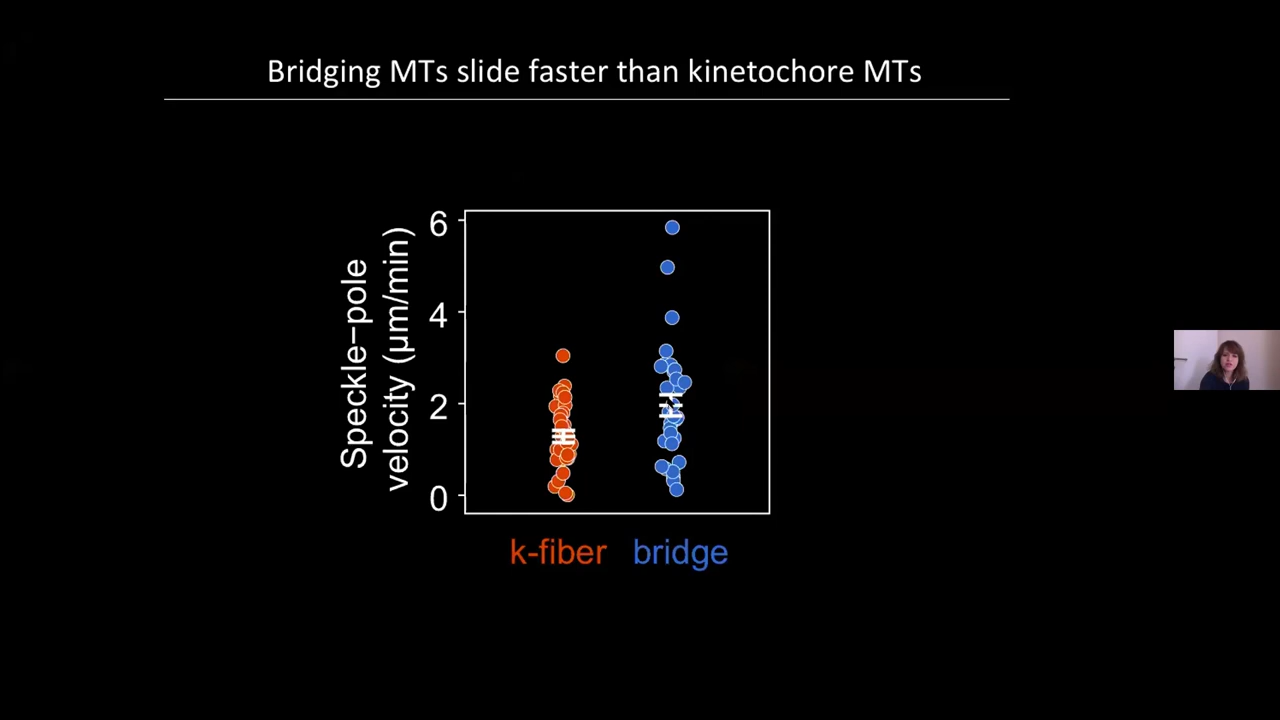 Bridging MTs slide faster than kinetochore MTs
Speckle−pole
velocity (μm/min)
6
4
2
0
k-fiber bridge